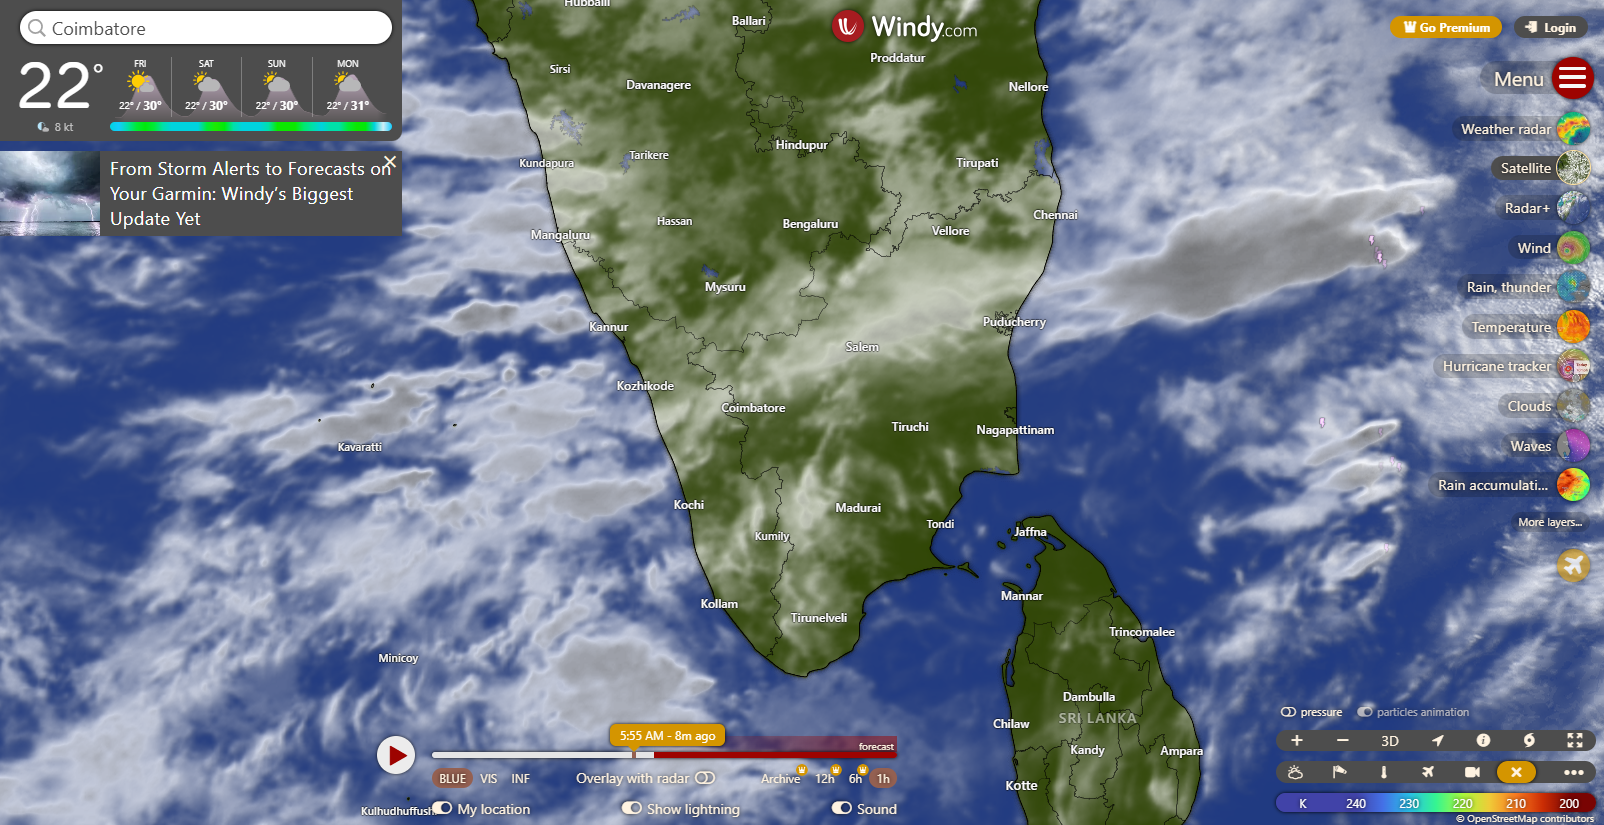 Coimbatore
22°
8 kt
FRI
22° / 30°
SAT
22° / 30°
SUN
22° / 30°
MON
22° / 31°
From Storm Alerts to Forecasts on
Your Garmin: Windy’s Biggest
Update Yet
Windy.com
Go Premium
Login
Menu
Weather radar
Satellite
Radar+
Wind
Rain, thunder
Temperature
Hurricane tracker
Clouds
Waves
Rain accumulati...
More layers...
Hubballi
Ballari
Proddatur
Sirsi
Davanagere
Nellore
Hindupur
Kundapura
Tarikere
Tirupati
Hassan
Bengaluru
Chennai
Mangaluru
Vellore
Mysuru
Kannur
Puducherry
Salem
Kozhikode
Coimbatore
Tiruchi
Nagapattinam
Kavaratti
Kochi
Madurai
Kumily
Tondi
Jaffna
Mannar
Kollam
Tirunelveli
Trincomalee
Minicoy
Dambulla
SRI LANKA
Chilaw
Kandy
Ampara
Kotte
Kulhudhuffushi
5:55 AM - 8m ago
forecast
BLUE VIS INF
Overlay with radar
Archive 12h 6h 1h
My location
Show lightning
Sound
pressure
particles animation
+ − 3D
K 240 230 220 210 200
© OpenStreetMap contributors